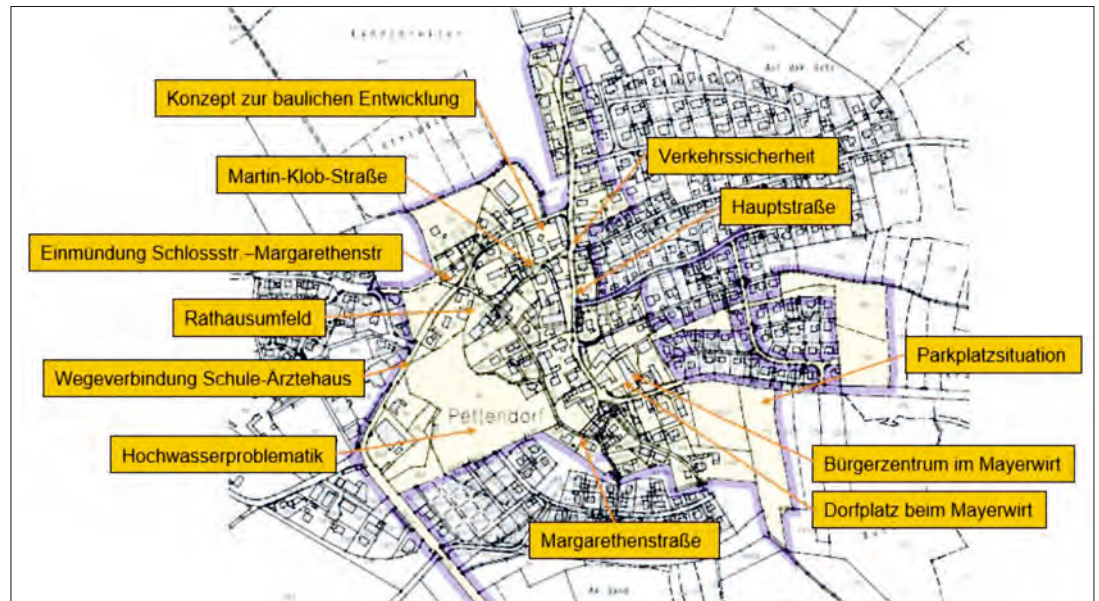 Konzept zur baulichen Entwicklung
Martin-Klob-Straße
Verkehrssicherheit
Hauptstraße
Einmündung Schlossstr.–Margarethenstr
Rathausumfeld
Wegeverbindung Schule-Ärztehaus
Parkplatzsituation
Pettendorf
Hochwasserproblematik
Bürgerzentrum im Mayerwirt
Dorfplatz beim Mayerwirt
Margarethenstraße